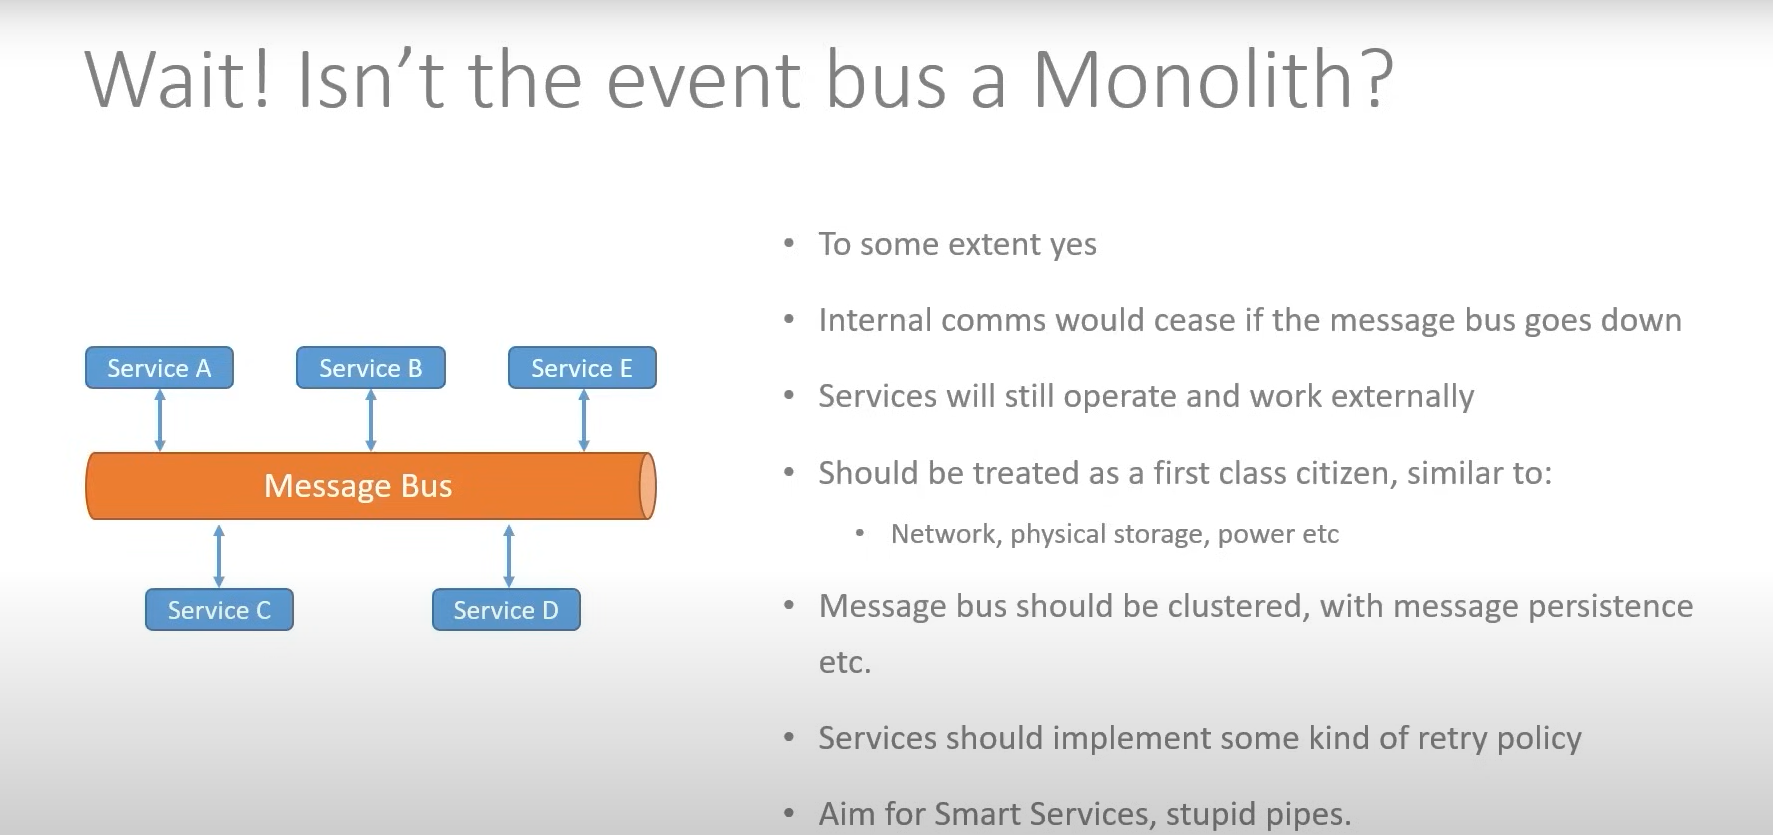 Wait! Isn't the event bus a Monolith?
Service A
Service B
Service E
Message Bus
Service C
Service D
• To some extent yes
• Internal comms would cease if the message bus goes down
• Services will still operate and work externally
• Should be treated as a first class citizen, similar to:
• Network, physical storage, power etc
• Message bus should be clustered, with message persistence
etc.
• Services should implement some kind of retry policy
• Aim for Smart Services, stupid pipes.